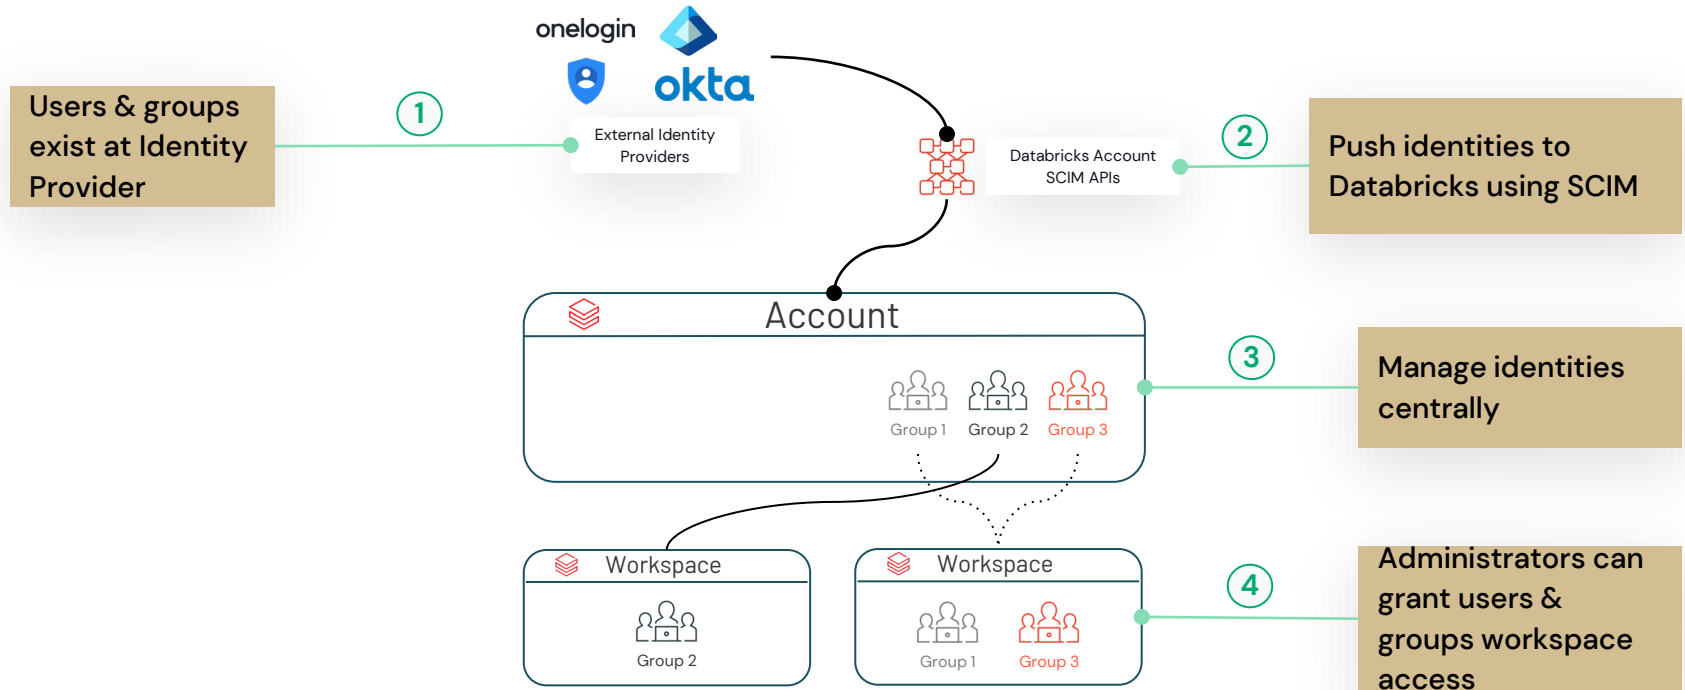 onelogin
okta
Users & groups
exist at Identity
Provider
1
External Identity
Providers
Databricks Account
SCIM APIs
2
Push identities to
Databricks using SCIM
Account
Group 1
Group 2
Group 3
3
Manage identities
centrally
Workspace
Group 2
Workspace
Group 1
Group 3
4
Administrators can
grant users &
groups workspace
access